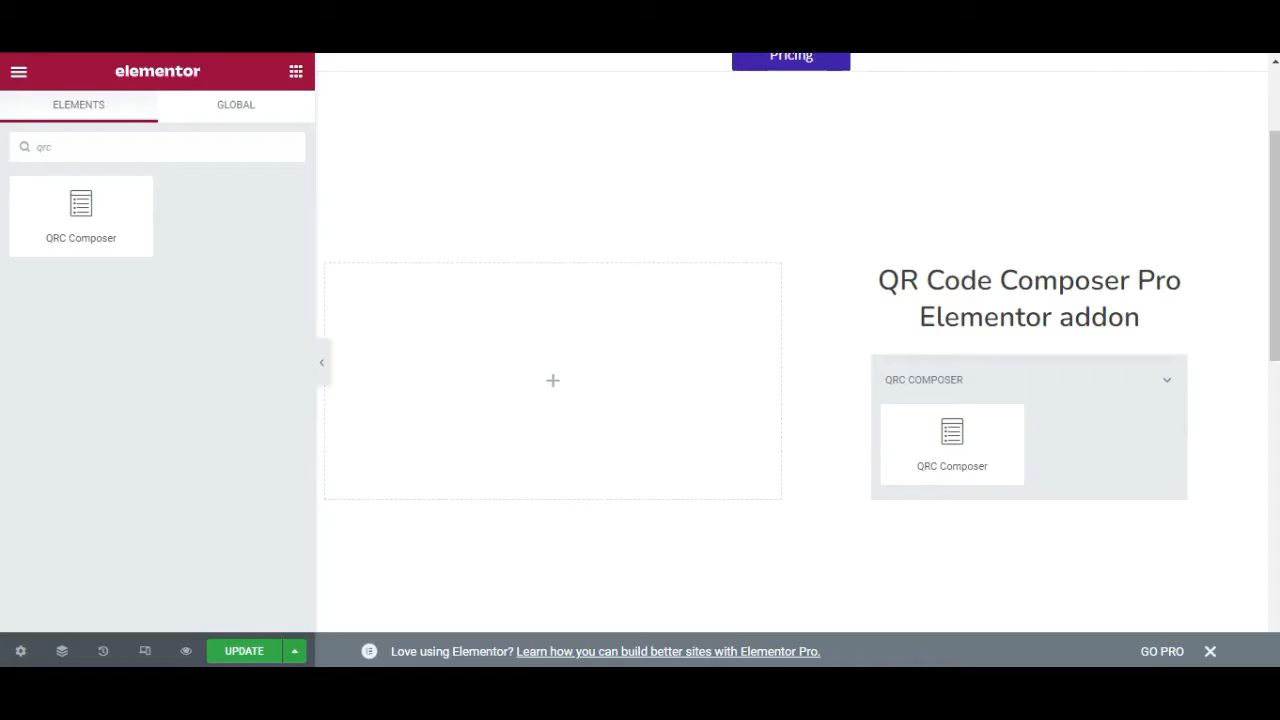 Pricing
elementor
ELEMENTS
GLOBAL
qrc
QRC Composer
QR Code Composer Pro
Elementor addon
QRC COMPOSER
QRC Composer
UPDATE
Love using Elementor? Learn how you can build better sites with Elementor Pro.
GO PRO